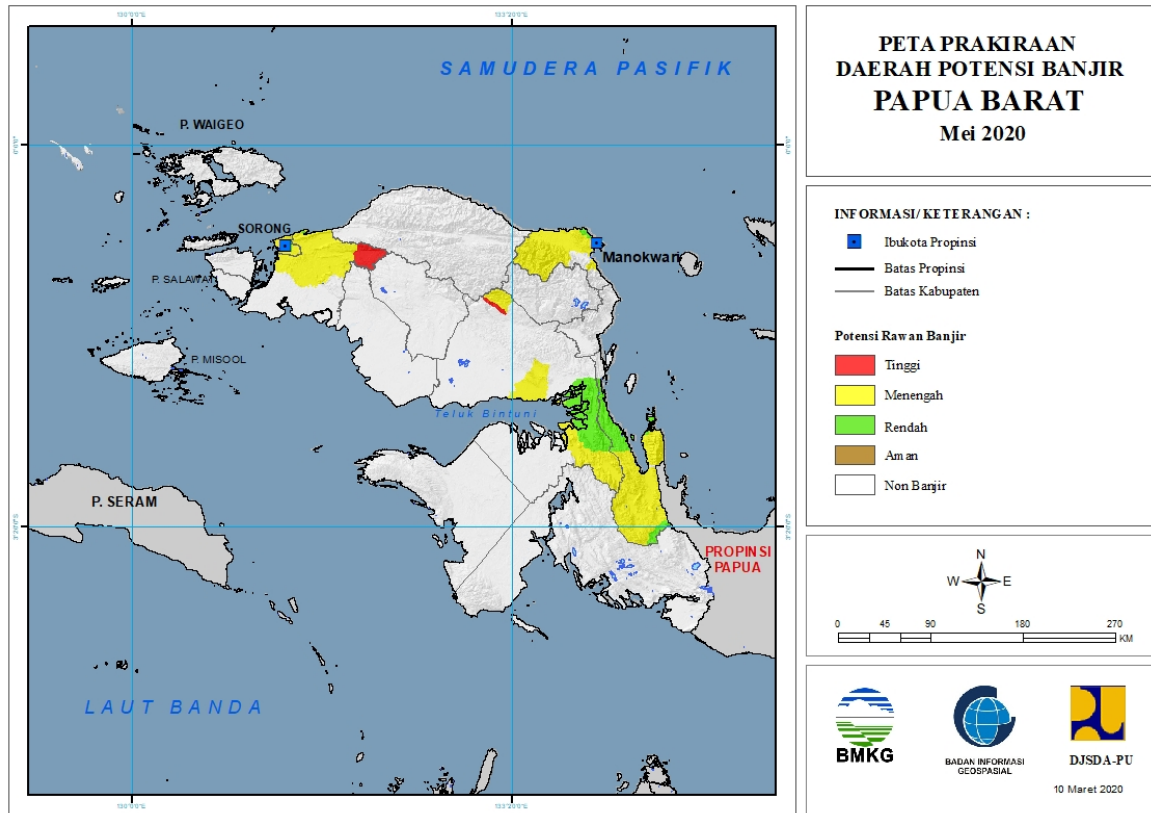 PETA PRAKIRAAN
DAERAH POTENSI BANJIR
PAPUA BARAT
Mei 2020
INFORMASI/ KETERANGAN :
Ibukota Propinsi
Batas Propinsi
Batas Kabupaten
Potensi Rawan Banjir
Tinggi
Menengah
Rendah
Aman
Non Banjir
N
W E
S
0 45 90 180 270
KM
BMKG
BADAN INFORMASI
GEOSPASIAL
DJSDA-PU
10 Maret 2020
SAMUDERA PASIFIK
P. WAIGEO
SORONG
Manokwari
P. SALAWAT
P. MISOOL
Teluk Bintuni
P. SERAM
PROPINSI
PAPUA
LAUT BANDA